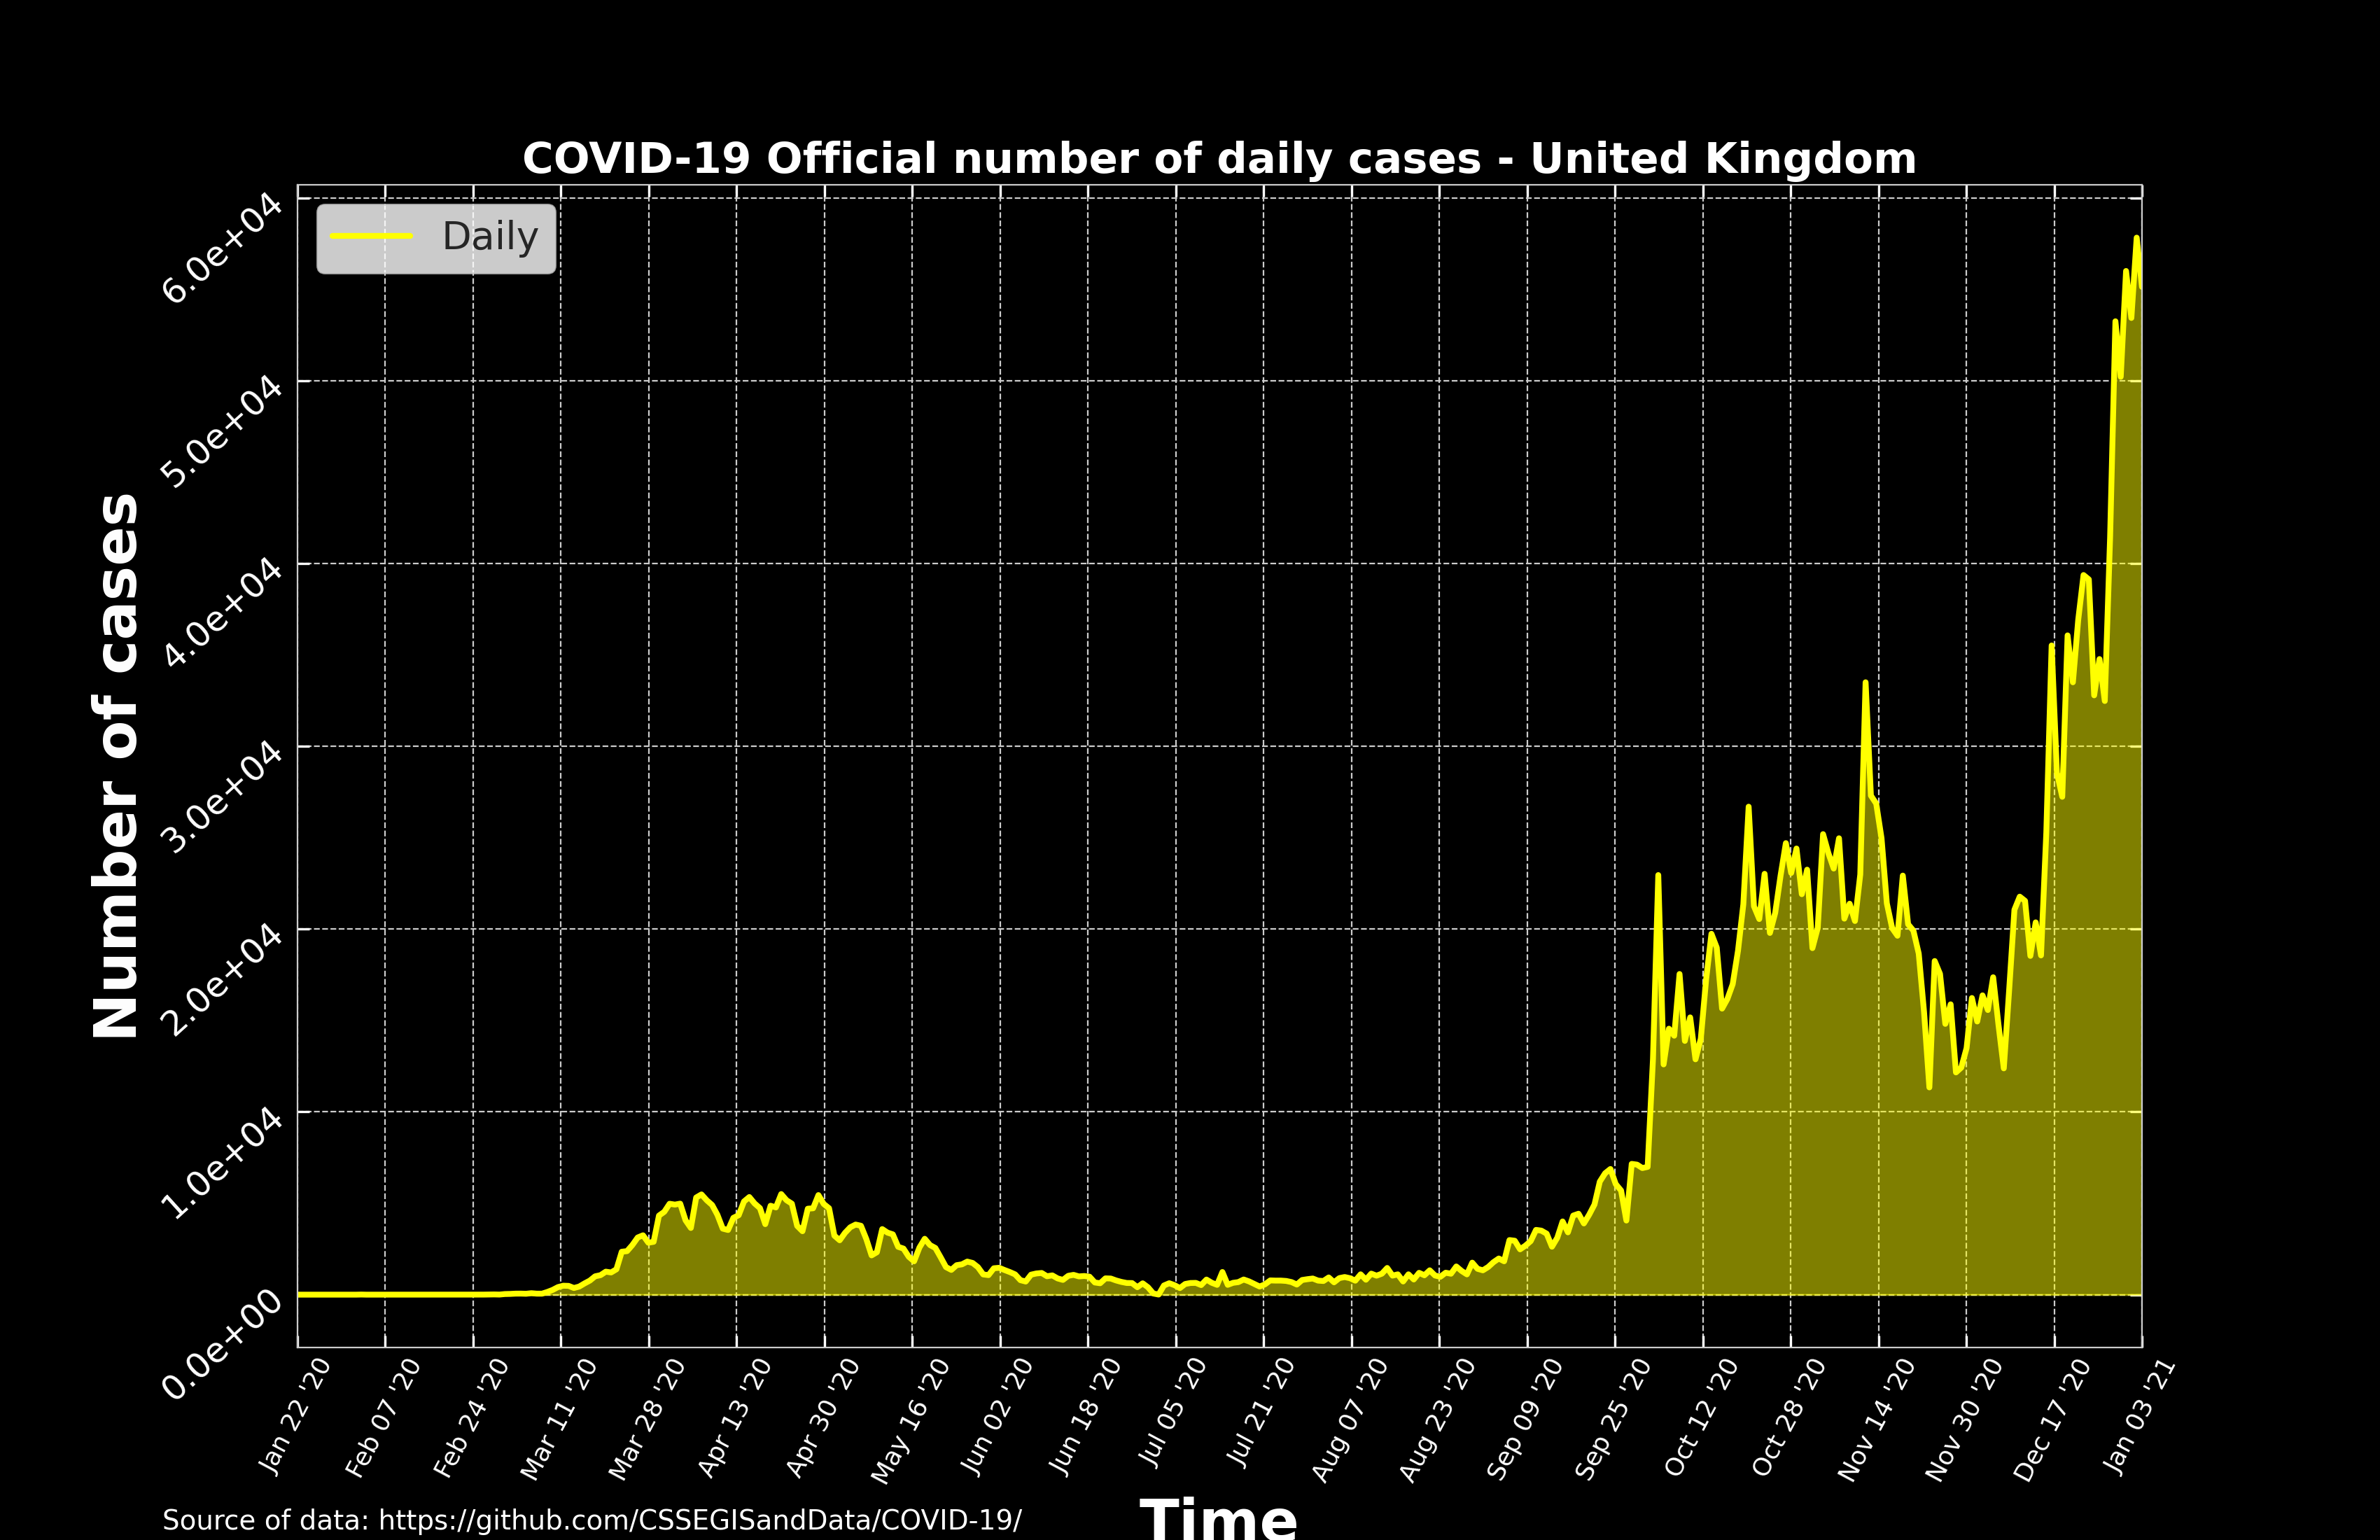 COVID-19 Official number of daily cases - United Kingdom
Daily
Number of cases
6.0e+04
5.0e+04
4.0e+04
3.0e+04
2.0e+04
1.0e+04
0.0e+00
Jan 22 '20
Feb 07 '20
Feb 24 '20
Mar 11 '20
Mar 28 '20
Apr 13 '20
Apr 30 '20
May 16 '20
Jun 02 '20
Jun 18 '20
Jul 05 '20
Jul 21 '20
Aug 07 '20
Aug 23 '20
Sep 09 '20
Sep 25 '20
Oct 12 '20
Oct 28 '20
Nov 14 '20
Nov 30 '20
Dec 17 '20
Jan 03 '21
Time
Source of data: https://github.com/CSSEGISandData/COVID-19/